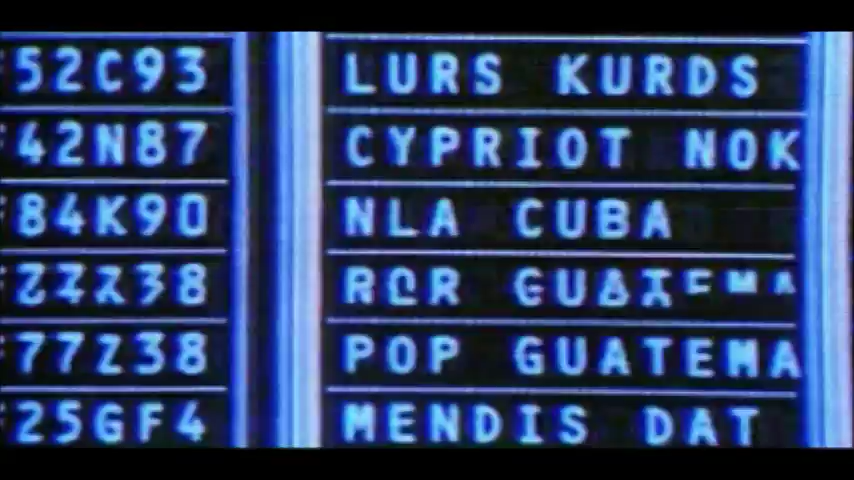 52C93 LURS KURDS
42N87 CYPRIOT NOK
84K90 NLA CUBA
77Z38 POP GUATEMA
25GF4 MENDIS DAT